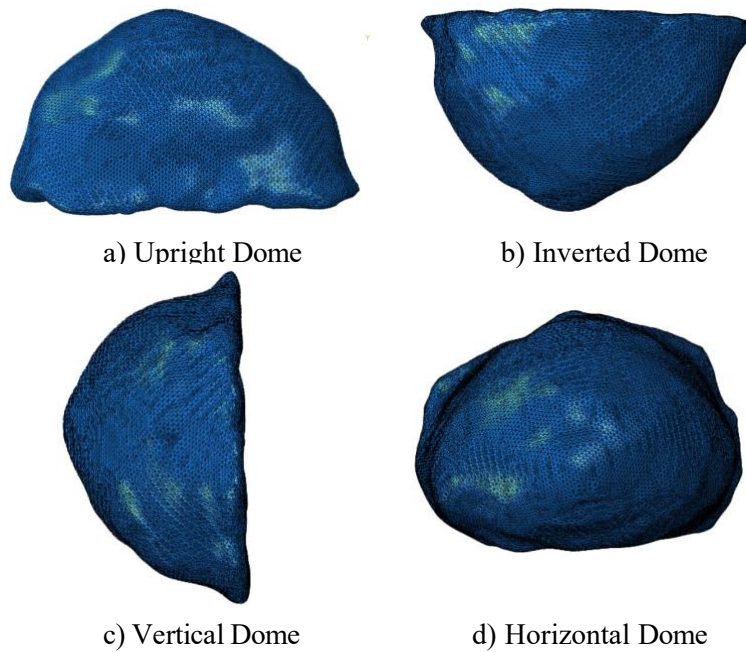 a) Upright Dome
b) Inverted Dome
c) Vertical Dome
d) Horizontal Dome